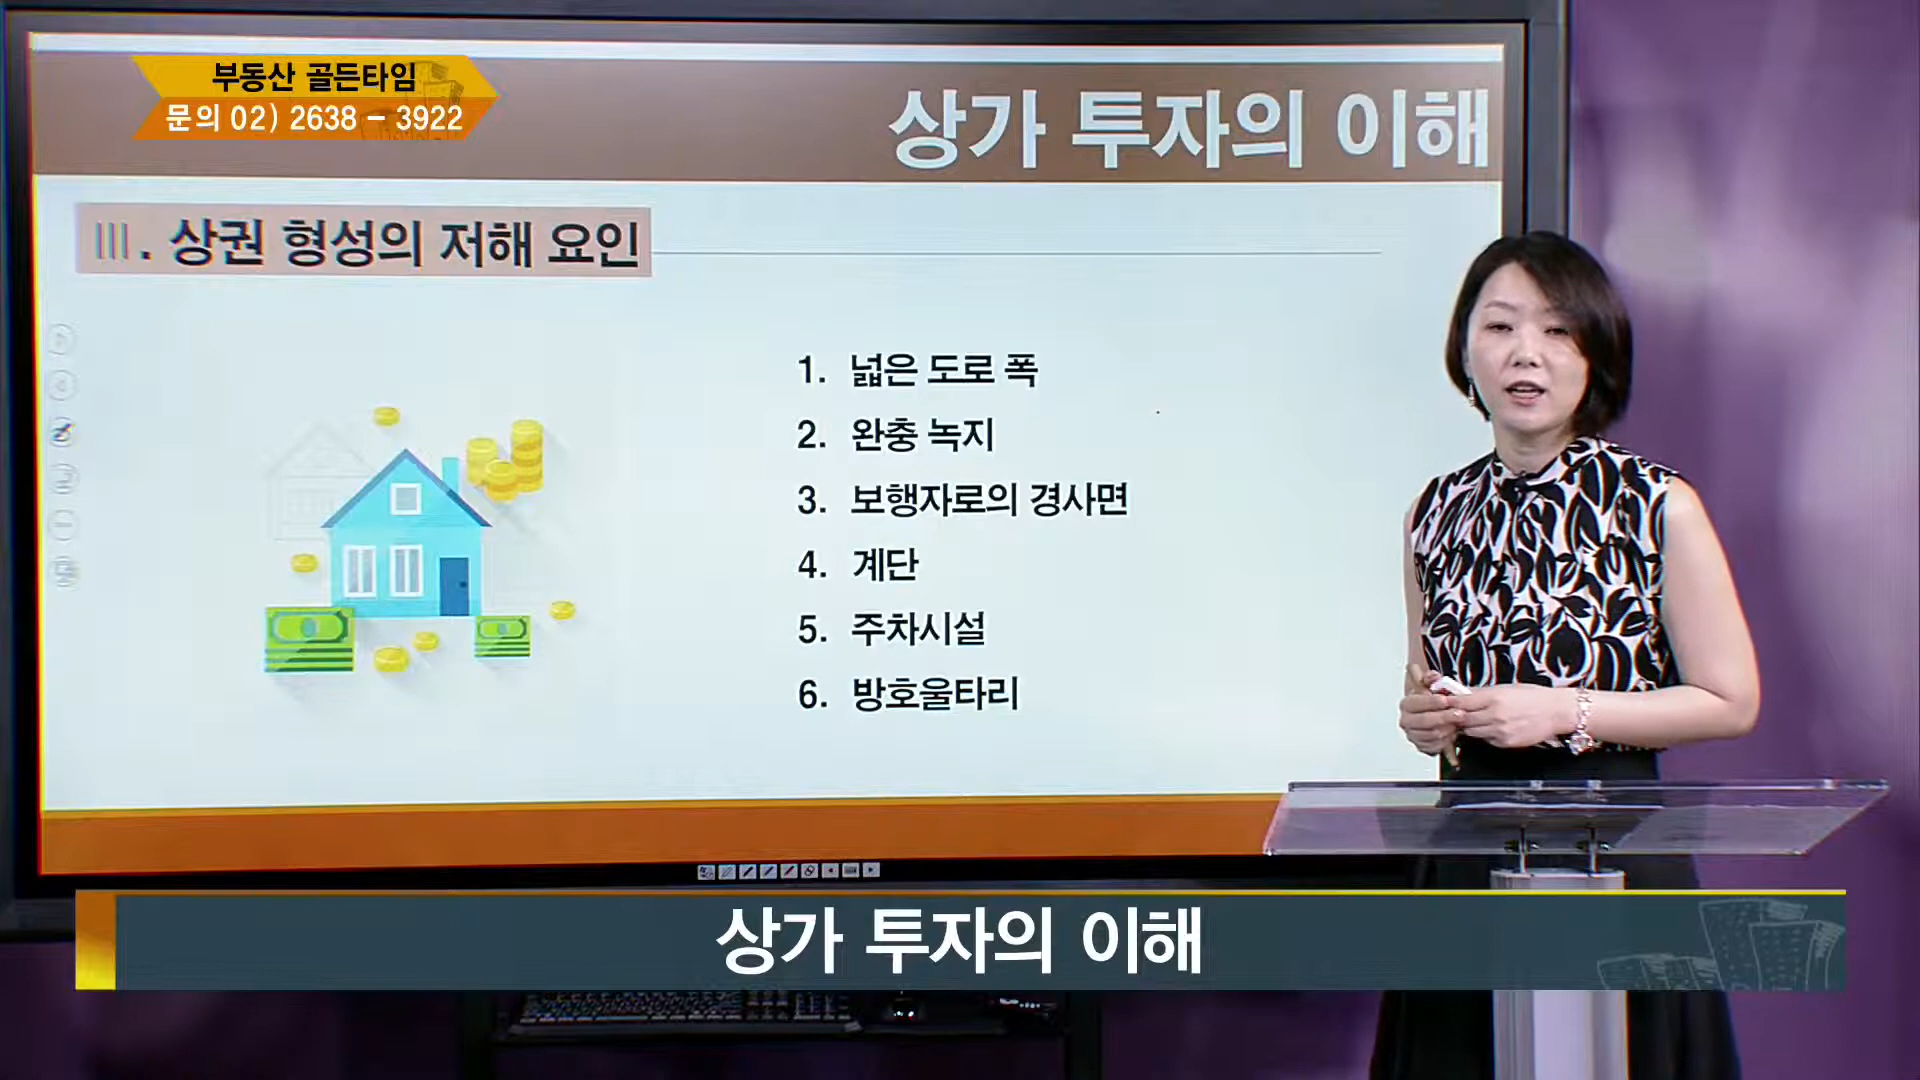 부동산 골든타임
문의 02) 2638 - 3922
상가 투자의 이해
III. 상권 형성의 저해 요인
1. 넓은 도로 폭
2. 완충 녹지
3. 보행자로의 경사면
4. 계단
5. 주차시설
6. 방호울타리
상가 투자의 이해